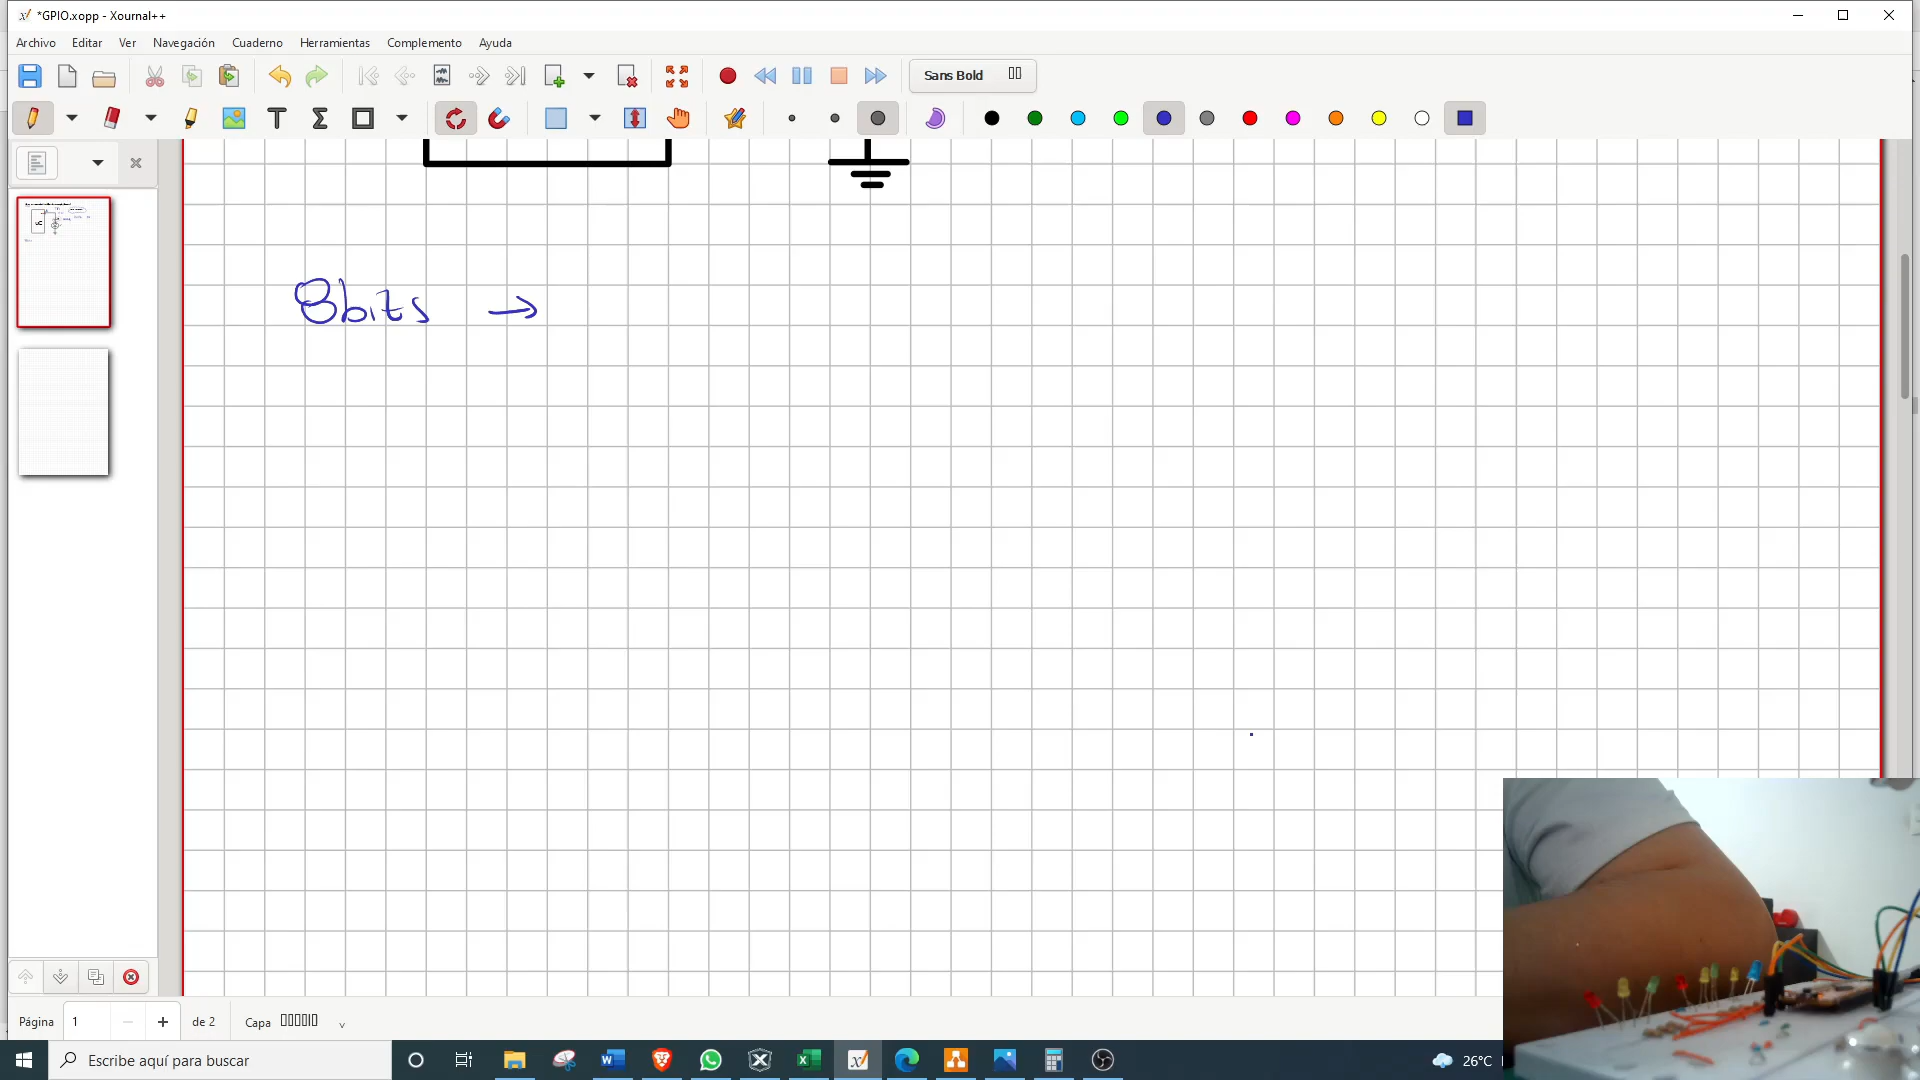 *GPIO.xopp - Xournal++
Archivo Editar Ver Navegación Cuaderno Herramientas Complemento Ayuda
Sans Bold
8bits →
Página 1 de 2 Capa
Escribe aquí para buscar
26°C